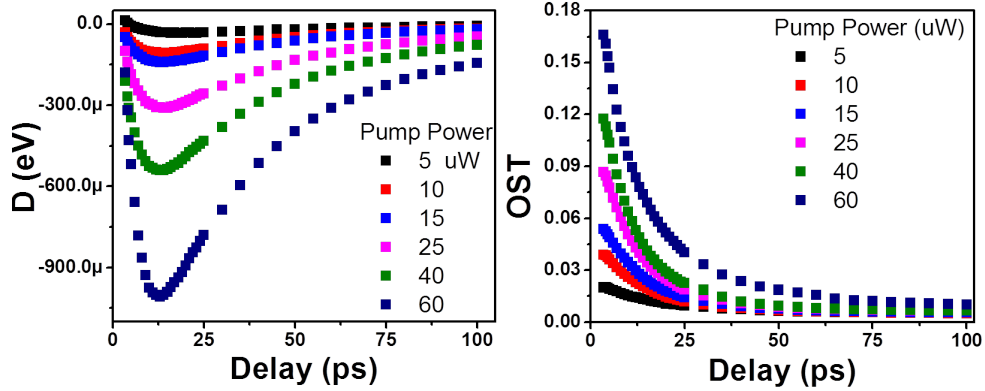 0.0
-300.0µ
-600.0µ
-900.0µ
D (eV)
0 25 50 75 100
Delay (ps)
Pump Power
5 uW
10
15
25
40
60
0.18
0.15
0.12
0.09
0.06
0.03
0.00
OST
0 25 50 75 100
Delay (ps)
Pump Power (uW)
5
10
15
25
40
60